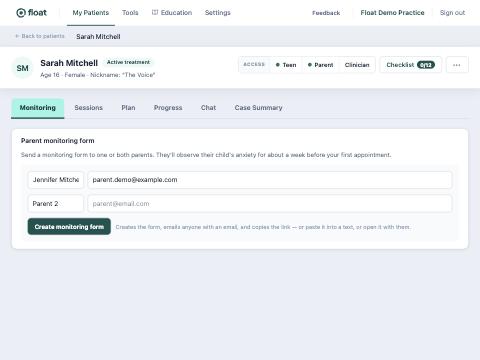 float
My Patients
Tools
Education
Settings
Feedback
Float Demo Practice
Sign out
← Back to patients
Sarah Mitchell
SM
Sarah Mitchell
Active treatment
Age 16 · Female · Nickname: "The Voice"
ACCESS
Teen
Parent
Clinician
Checklist 0/12
···
Monitoring
Sessions
Plan
Progress
Chat
Case Summary
Parent monitoring form
Send a monitoring form to one or both parents. They'll observe their child's anxiety for about a week before your first appointment.
Jennifer Mitche
parent.demo@example.com
Parent 2
parent@email.com
Create monitoring form
Creates the form, emails anyone with an email, and copies the link — or paste it into a text, or open it with them.